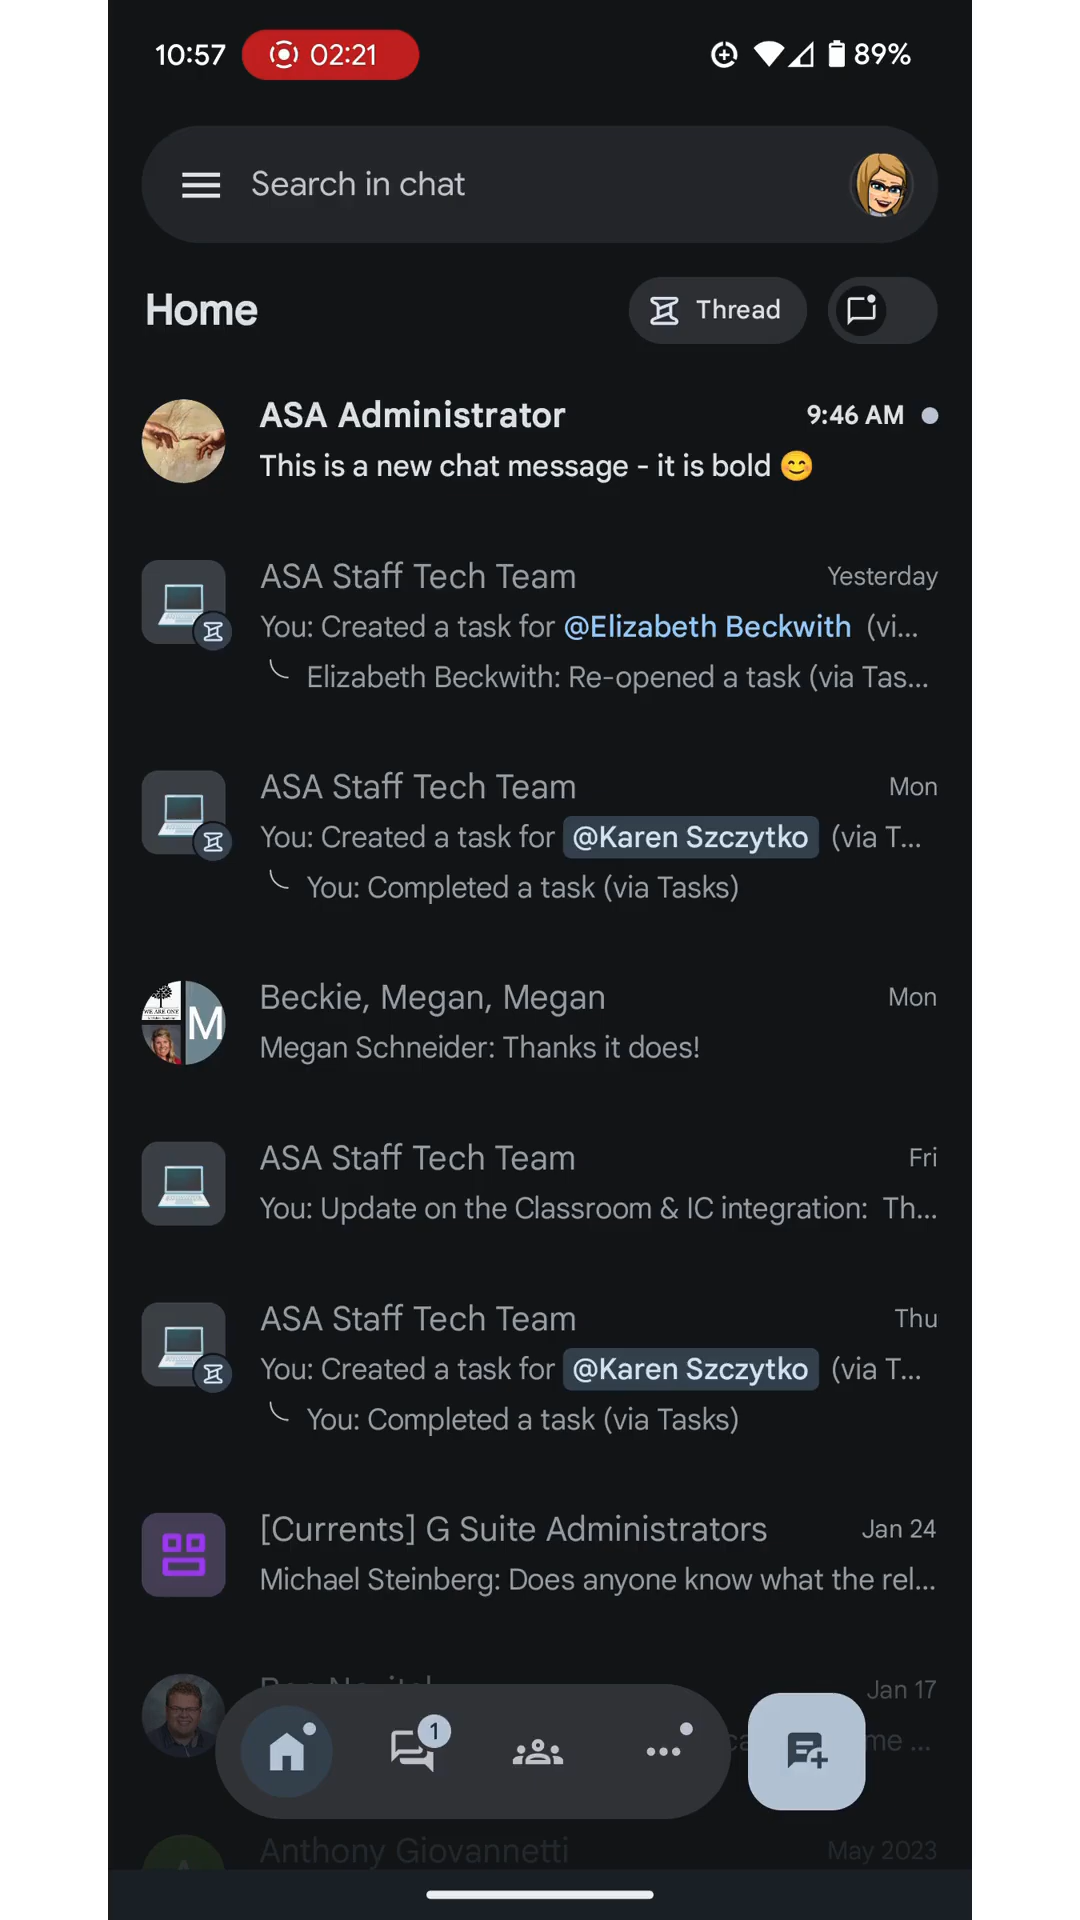 10:57 02:21 89%
Search in chat
Home Thread
ASA Administrator 9:46 AM
This is a new chat message - it is bold 😊
ASA Staff Tech Team Yesterday
You: Created a task for @Elizabeth Beckwith (vi...
Elizabeth Beckwith: Re-opened a task (via Tas...
ASA Staff Tech Team Mon
You: Created a task for @Karen Szczytko (via T...
You: Completed a task (via Tasks)
WE ARE ONE
M
Beckie, Megan, Megan Mon
Megan Schneider: Thanks it does!
ASA Staff Tech Team Fri
You: Update on the Classroom & IC integration: Th...
ASA Staff Tech Team Thu
You: Created a task for @Karen Szczytko (via T...
You: Completed a task (via Tasks)
[Currents] G Suite Administrators Jan 24
Michael Steinberg: Does anyone know what the rel...
Jan 17
me ...
1
Anthony Giovannetti May 2023